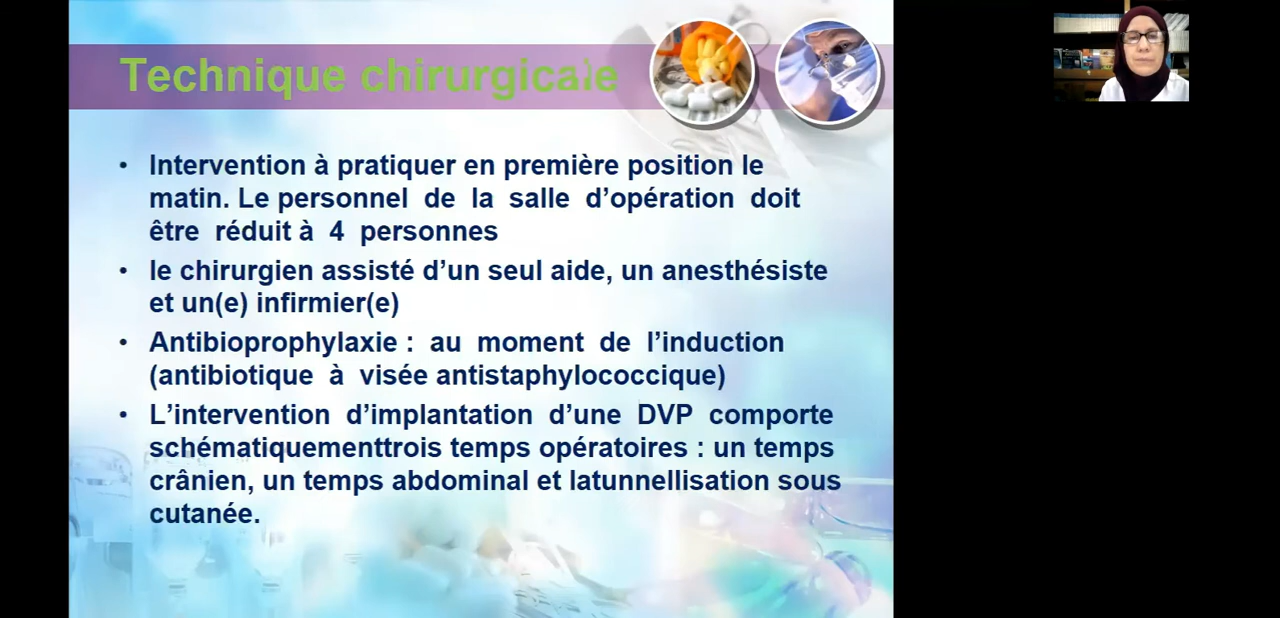 Technique chirurgicale
• Intervention à pratiquer en première position le
matin. Le personnel de la salle d’opération doit
être réduit à 4 personnes
• le chirurgien assisté d’un seul aide, un anesthésiste
et un(e) infirmier(e)
• Antibioprophylaxie : au moment de l’induction
(antibiotique à visée antistaphylococcique)
• L’intervention d’implantation d’une DVP comporte
schématiquementtrois temps opératoires : un temps
crânien, un temps abdominal et latunnellisation sous
cutanée.